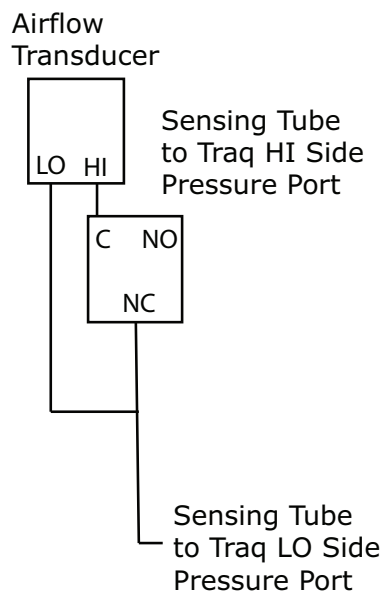 Airflow
Transducer
LO HI
Sensing Tube
to Traq HI Side
Pressure Port
C NO
NC
Sensing Tube
to Traq LO Side
Pressure Port